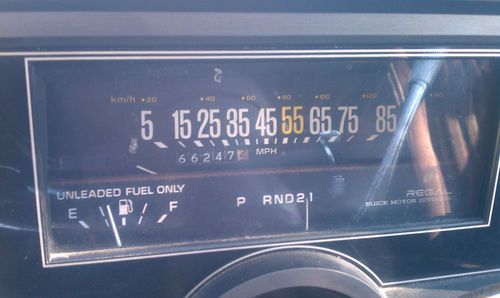 km/h 20 40 60 80 100 120 140
5 15 25 35 45 55 65 75 85
66247 MPH
UNLEADED FUEL ONLY
E F
P RND21
REGAL
BUICK MOTOR DIVISION